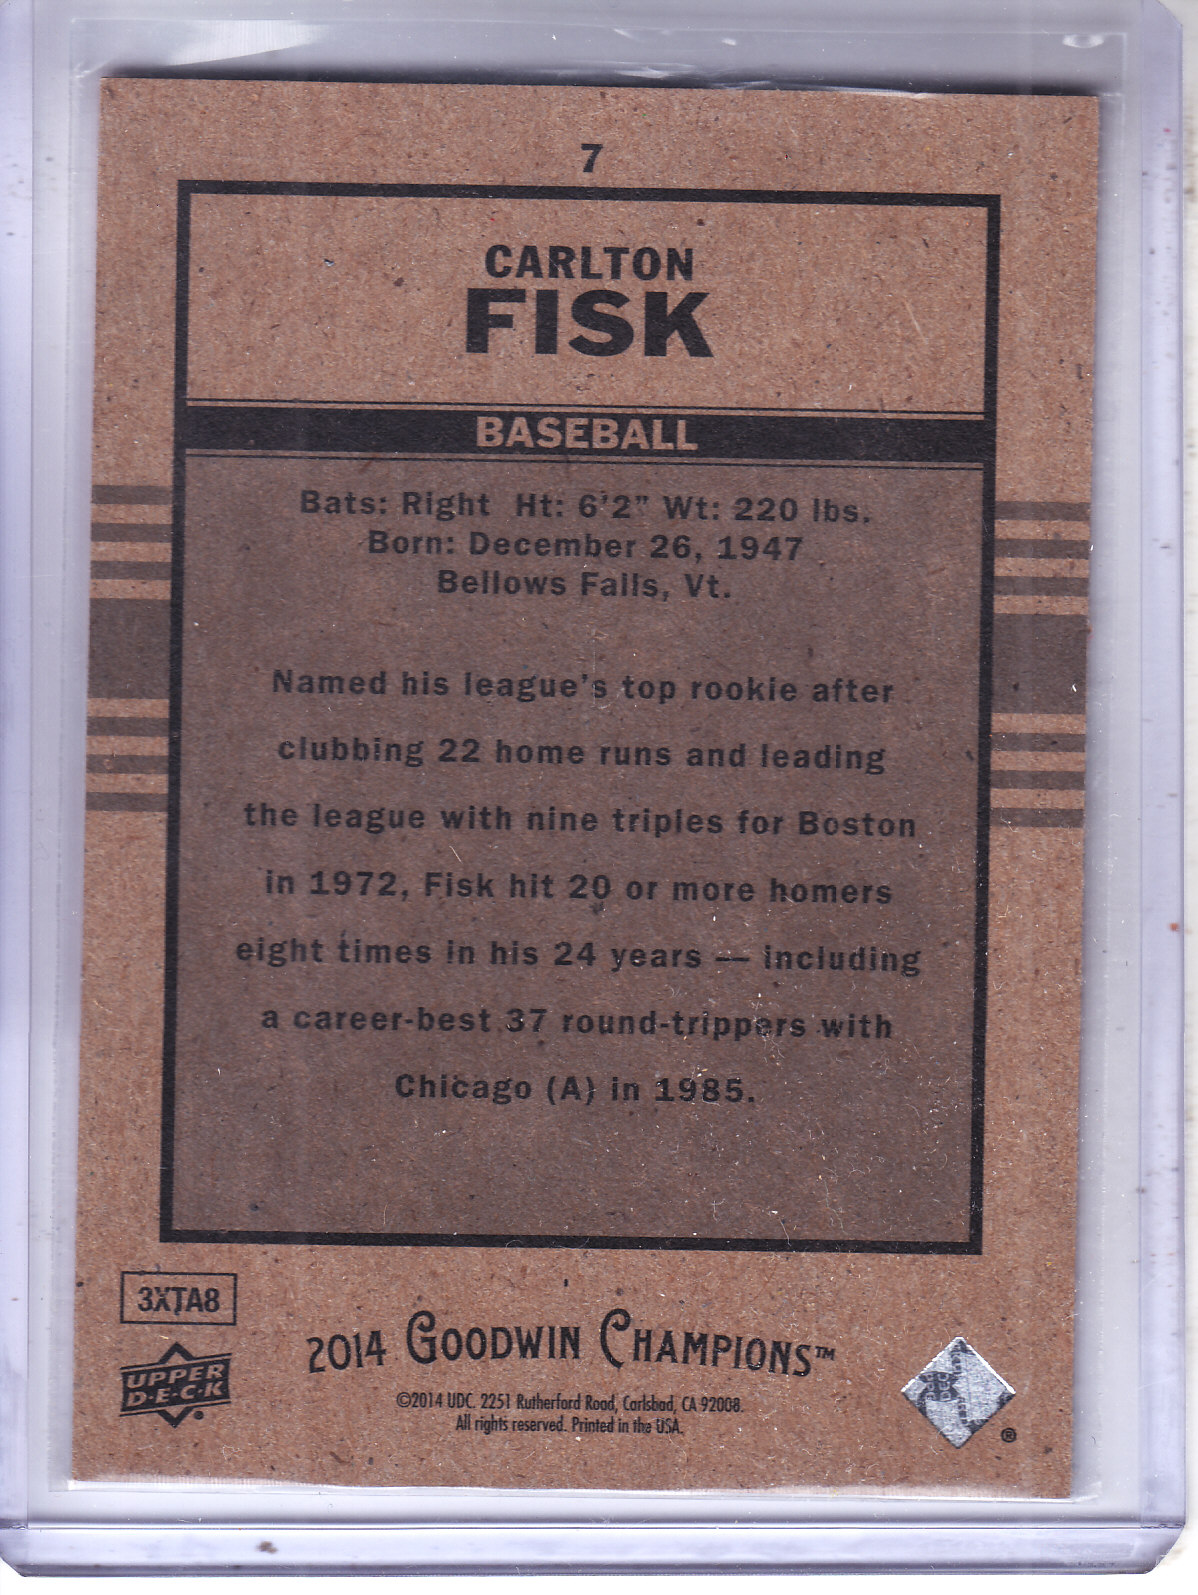 7
CARLTON
FISK
BASEBALL
Bats: Right Ht: 6'2" Wt: 220 lbs.
Born: December 26, 1947
Bellows Falls, Vt.
Named his league's top rookie after
clubbing 22 home runs and leading
the league with nine triples for Boston
in 1972, Fisk hit 20 or more homers
eight times in his 24 years — including
a career-best 37 round-trippers with
Chicago (A) in 1985.
3XTA8
UPPER
D·E·C·K
2014 GOODWIN CHAMPIONS™
©2014 UDC. 2251 Rutherford Road, Carlsbad, CA 92008.
All rights reserved. Printed in the USA.
®